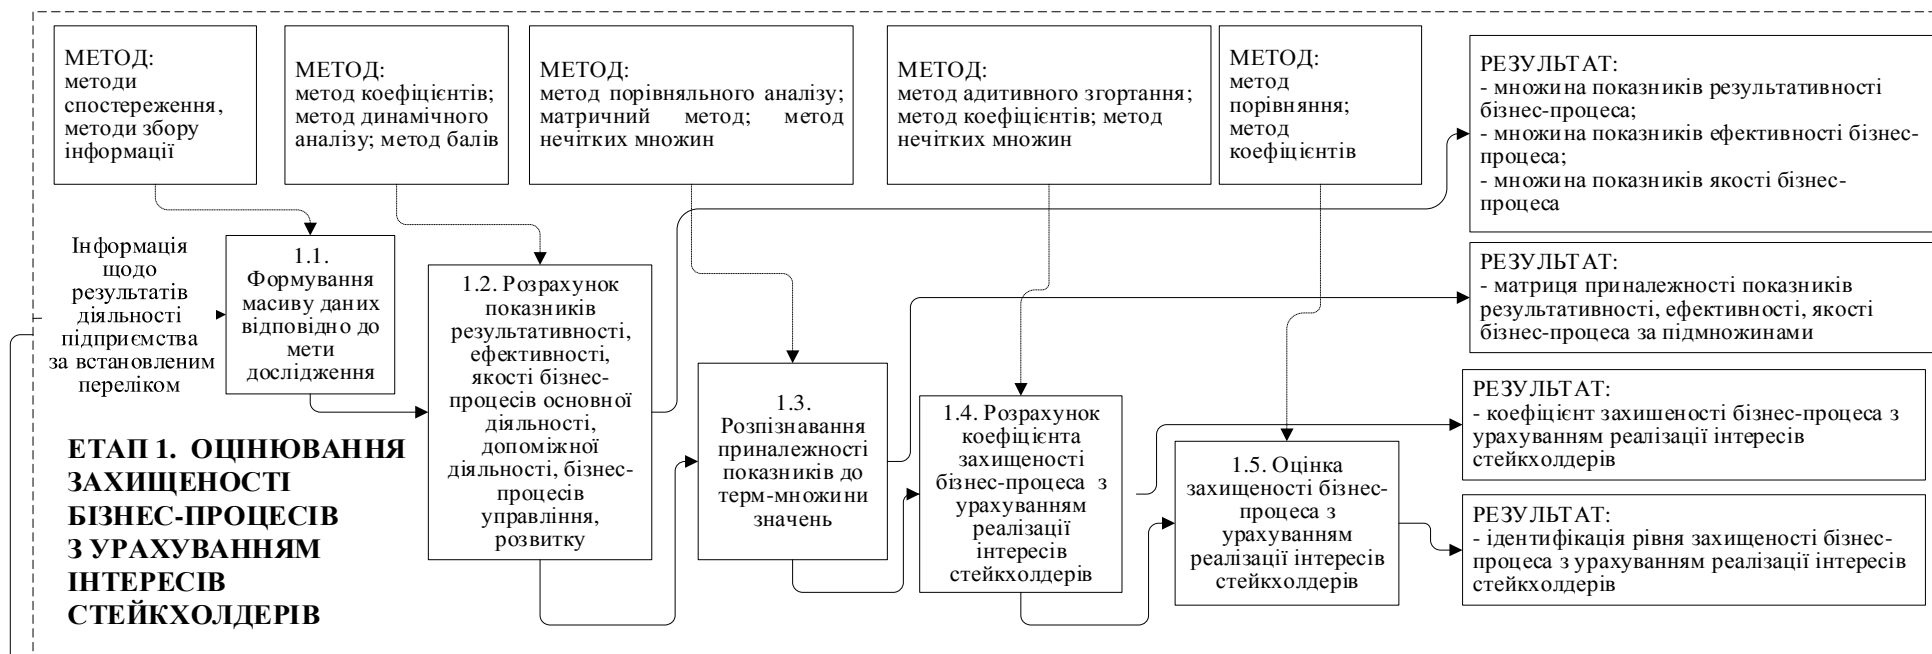 МЕТОД:
методи
спостереження,
методи збору
інформації
МЕТОД:
метод коефіцієнтів;
метод динамічного
аналізу; метод балів
МЕТОД:
метод порівняльного аналізу;
матричний метод; метод
нечітких множин
МЕТОД:
метод адитивного згортання;
метод коефіцієнтів; метод
нечітких множин
МЕТОД:
метод
порівняння;
метод
коефіцієнтів
РЕЗУЛЬТАТ:
- множина показників результативності
бізнес-процеса;
- множина показників ефективності бізнес-
процеса;
- множина показників якості бізнес-
процеса
Інформація
щодо
результатів
діяльності
підприємства
за встановленим
переліком
1.1.
Формування
масиву даних
відповідно до
мети
дослідження
1.2. Розрахунок
показників
результативності,
ефективності,
якості бізнес-
процесів основної
діяльності,
допоміжної
діяльності, бізнес-
процесів
управління,
розвитку
1.3.
Розпізнавання
приналежності
показників до
терм-множини
значень
1.4. Розрахунок
коефіцієнта
захищеності
бізнес-процеса з
урахуванням
реалізації
інтересів
стейкхолдерів
1.5. Оцінка
захищеності бізнес-
процеса з
урахуванням
реалізації інтересів
стейкхолдерів
РЕЗУЛЬТАТ:
- матриця приналежності показників
результативності, ефективності, якості
бізнес-процеса за підмножинами
РЕЗУЛЬТАТ:
- коефіцієнт захишеності бізнес-процеса з
урахуванням реалізації інтересів
стейкхолдерів
РЕЗУЛЬТАТ:
- ідентифікація рівня захищеності бізнес-
процеса з урахуванням реалізації інтересів
стейкхолдерів
ЕТАП 1. ОЦІНЮВАННЯ
ЗАХИЩЕНОСТІ
БІЗНЕС-ПРОЦЕСІВ
З УРАХУВАННЯМ
ІНТЕРЕСІВ
СТЕЙКХОЛДЕРІВ